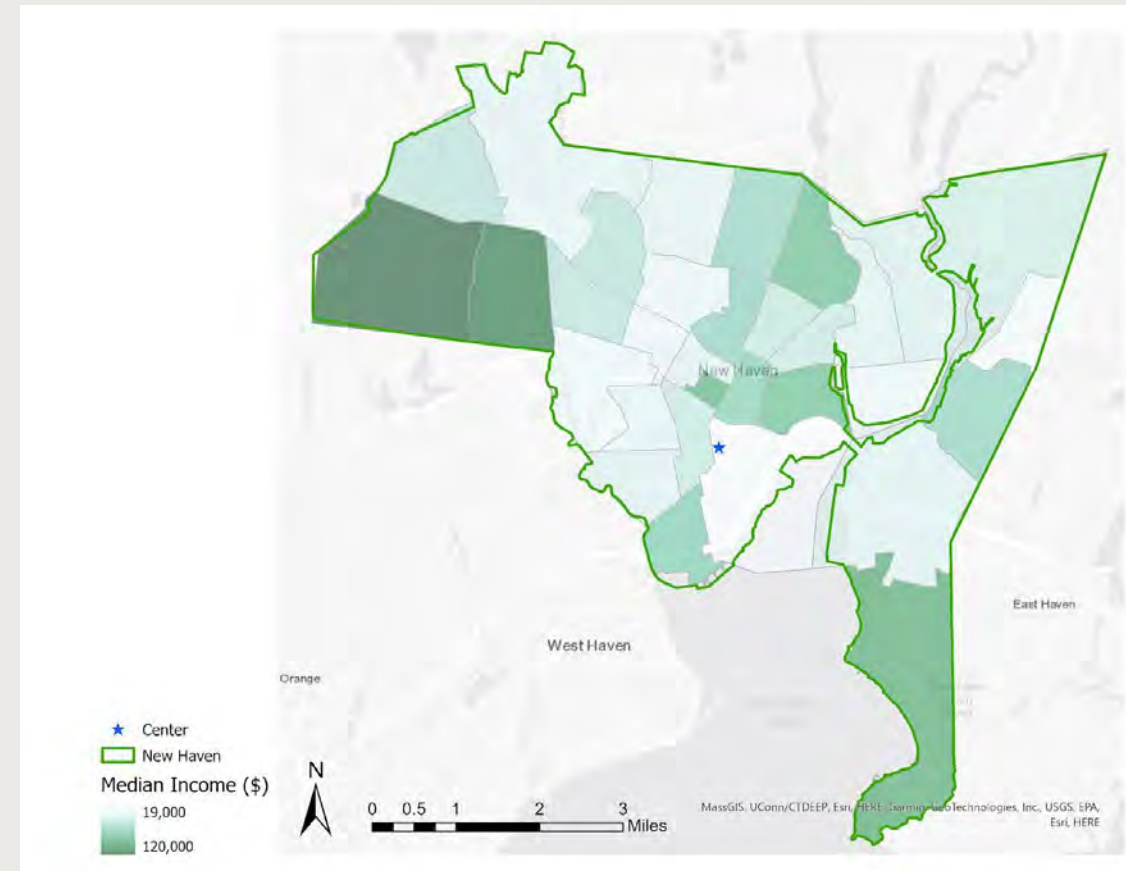 New Haven
East Haven
West Haven
Orange
Center
New Haven
Median Income ($)
19,000
120,000
N
0 0.5 1 2 3
Miles
MassGIS, UConn/CTDEEP, Esri, HERE, Garmin, GeoTechnologies, Inc., USGS, EPA,
Esri, HERE